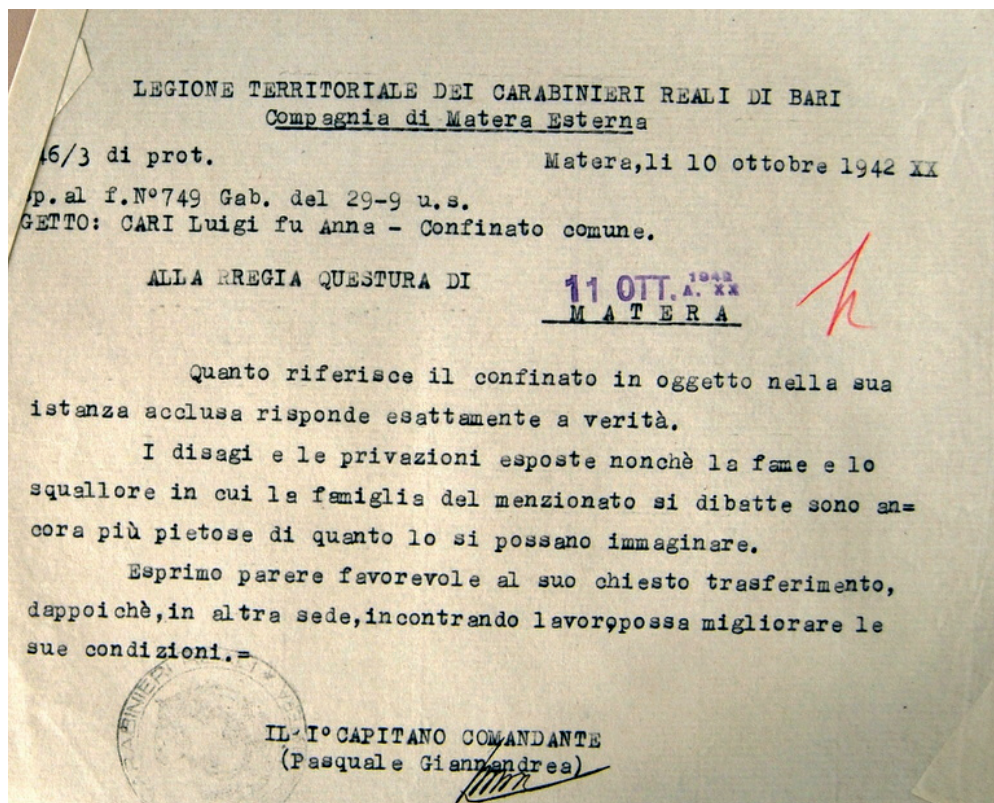 LEGIONE TERRITORIALE DEI CARABINIERI REALI DI BARI
Compagnia di Matera Esterna
46/3 di prot. Matera,li 10 ottobre 1942 XX
p.al f.N°749 Gab. del 29-9 u.s.
GETTO: CARI Luigi fu Anna - Confinato comune.
ALLA RREGIA QUESTURA DI
11 OTT. 1942 A. XX
M A T E R A
Quanto riferisce il confinato in oggetto nella sua
istanza acclusa risponde esattamente a verità.
I disagi e le privazioni esposte nonchè la fame e lo
squallore in cui la famiglia del menzionato si dibatte sono an=
cora più pietose di quanto lo si possano immaginare.
Esprimo parere favorevole al suo chiesto trasferimento,
dappoichè,in altra sede,incontrando lavoro,possa migliorare le
sue condizioni.=
IL I° CAPITANO COMANDANTE
(Pasquale Giannandrea)